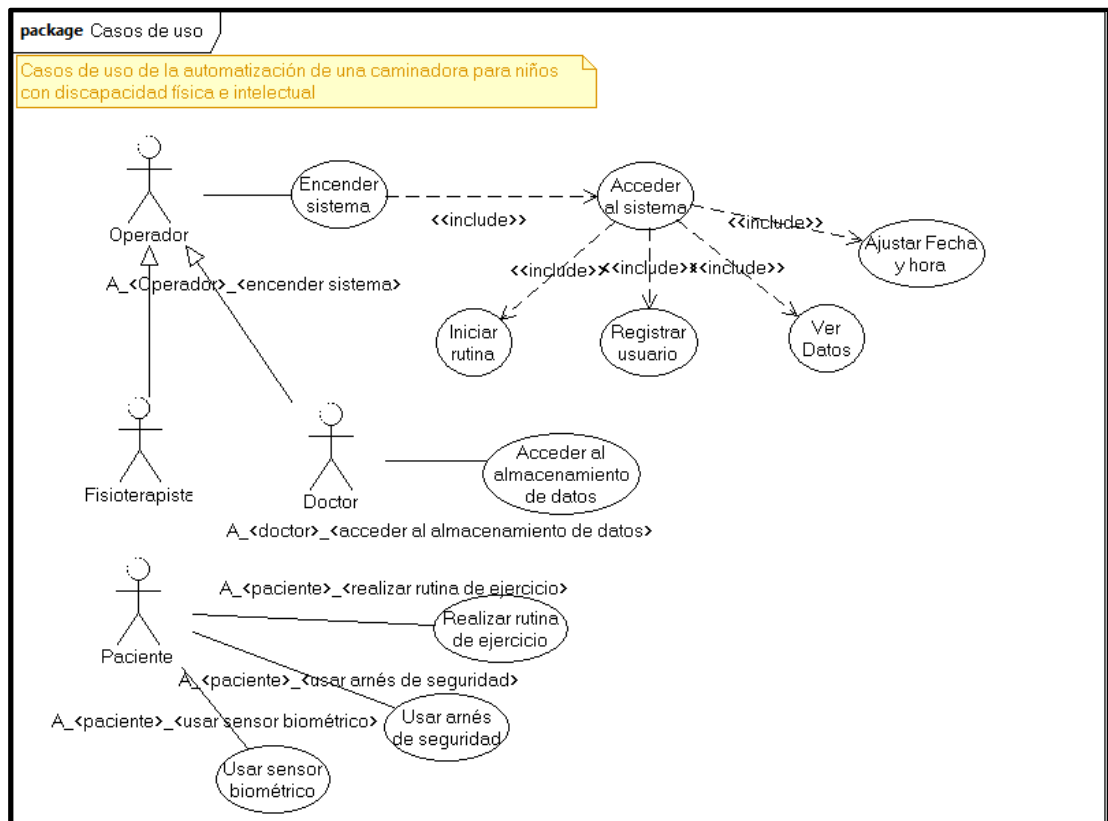 package Casos de uso
Casos de uso de la automatización de una caminadora para niños
con discapacidad física e intelectual
Encender
sistema
Acceder
al sistema
<<include>>
<<include>>
Operador
Ajustar Fecha
y hora
<<include>>
<<include>>
<<include>>
A_<Operador>_<encender sistema>
Iniciar
rutina
Registrar
usuario
Ver
Datos
Acceder al
almacenamiento
de datos
Fisioterapista
Doctor
A_<doctor>_<acceder al almacenamiento de datos>
A_<paciente>_<realizar rutina de ejercicio>
Realizar rutina
de ejercicio
Paciente
A_<paciente>_<usar arnés de seguridad>
A_<paciente>_<usar sensor biométrico>
Usar arnés
de seguridad
Usar sensor
biométrico